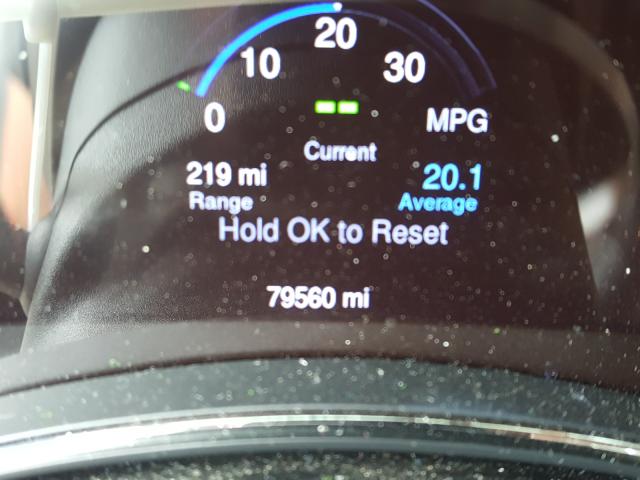 20
10 30
0 MPG
-- 
Current
219 mi 20.1
Range Average
Hold OK to Reset
79560 mi